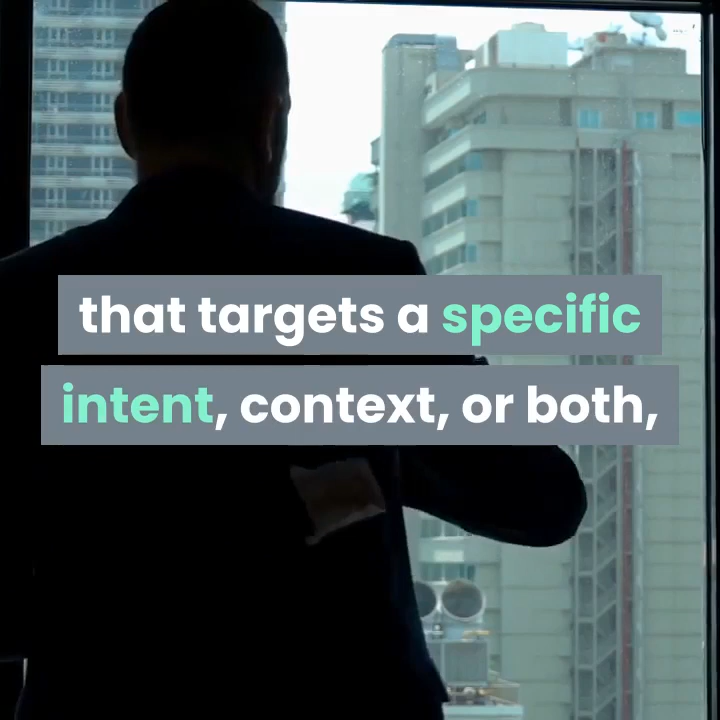 that targets a specific
intent, context, or both,